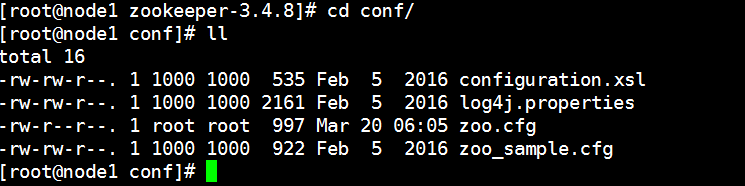 [root@node1 zookeeper-3.4.8]# cd conf/
[root@node1 conf]# ll
total 16
-rw-rw-r--. 1 1000 1000  535 Feb  5  2016 configuration.xsl
-rw-rw-r--. 1 1000 1000 2161 Feb  5  2016 log4j.properties
-rw-r--r--. 1 root root  997 Mar 20 06:05 zoo.cfg
-rw-rw-r--. 1 1000 1000  922 Feb  5  2016 zoo_sample.cfg
[root@node1 conf]#